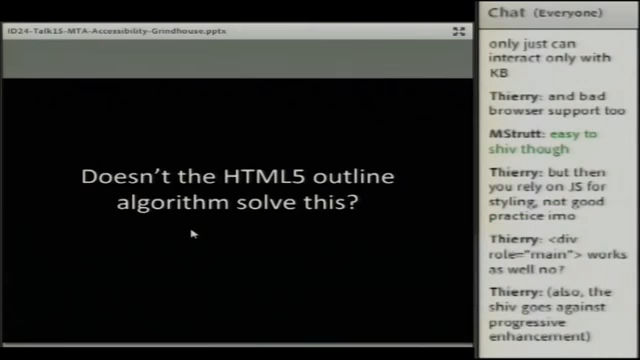 ID24-Talk15-MTA-Accessibility-Grindhouse.pptx
Doesn't the HTML5 outline
algorithm solve this?
Chat (Everyone)
only just can
interact only with
KB
Thierry: and bad
browser support too
MStrutt: easy to
shiv though
Thierry: but then
you rely on JS for
styling, not good
practice imo
Thierry: <div
role="main"> works
as well no?
Thierry: (also, the
shiv goes against
progressive
enhancement)